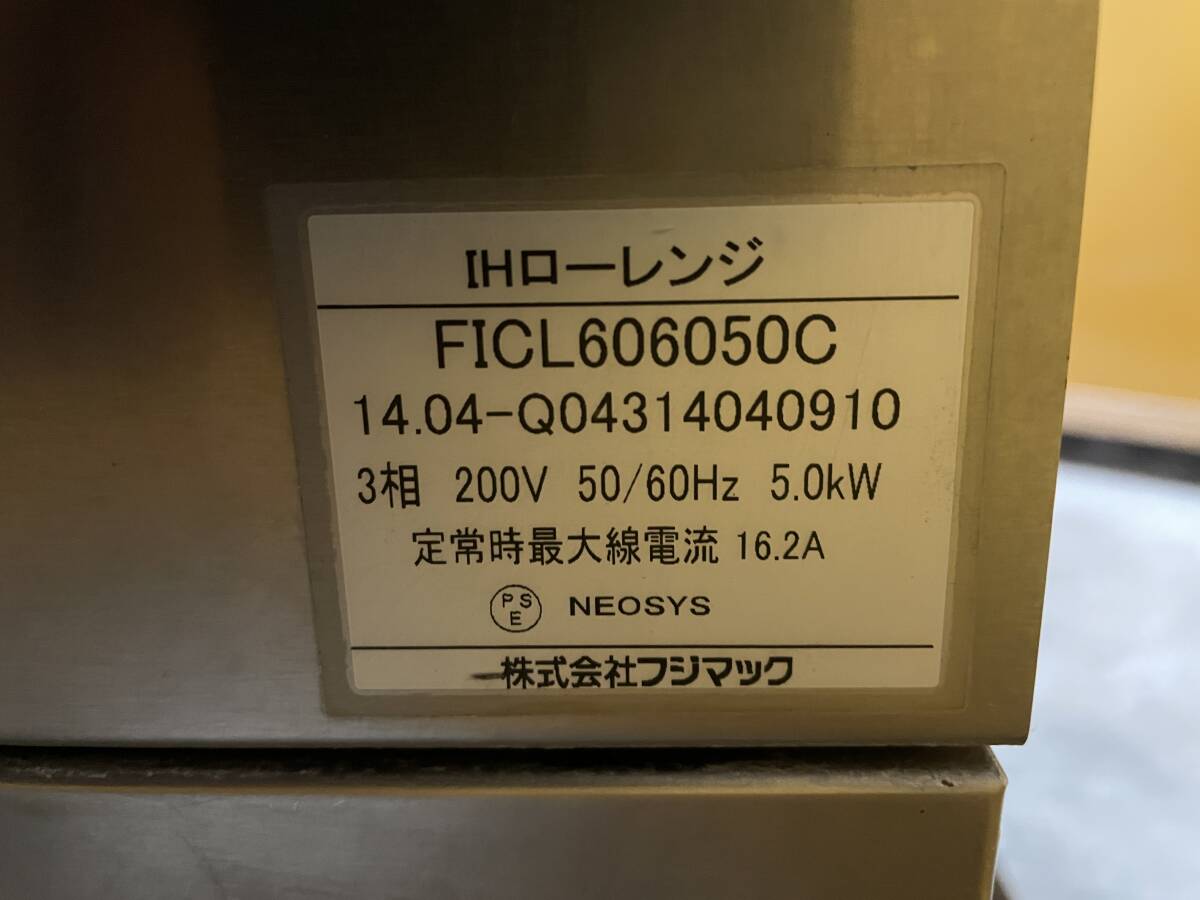 IHローレンジ
FICL606050C
14.04-Q04314040910
3相 200V 50/60Hz 5.0kW
定常時最大線電流 16.2A
PSE NEOSYS
株式会社フジマック